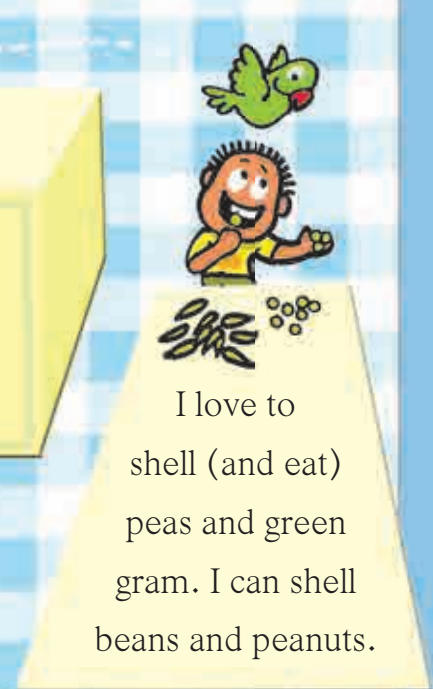 I love to
shell (and eat)
peas and green
gram. I can shell
beans and peanuts.